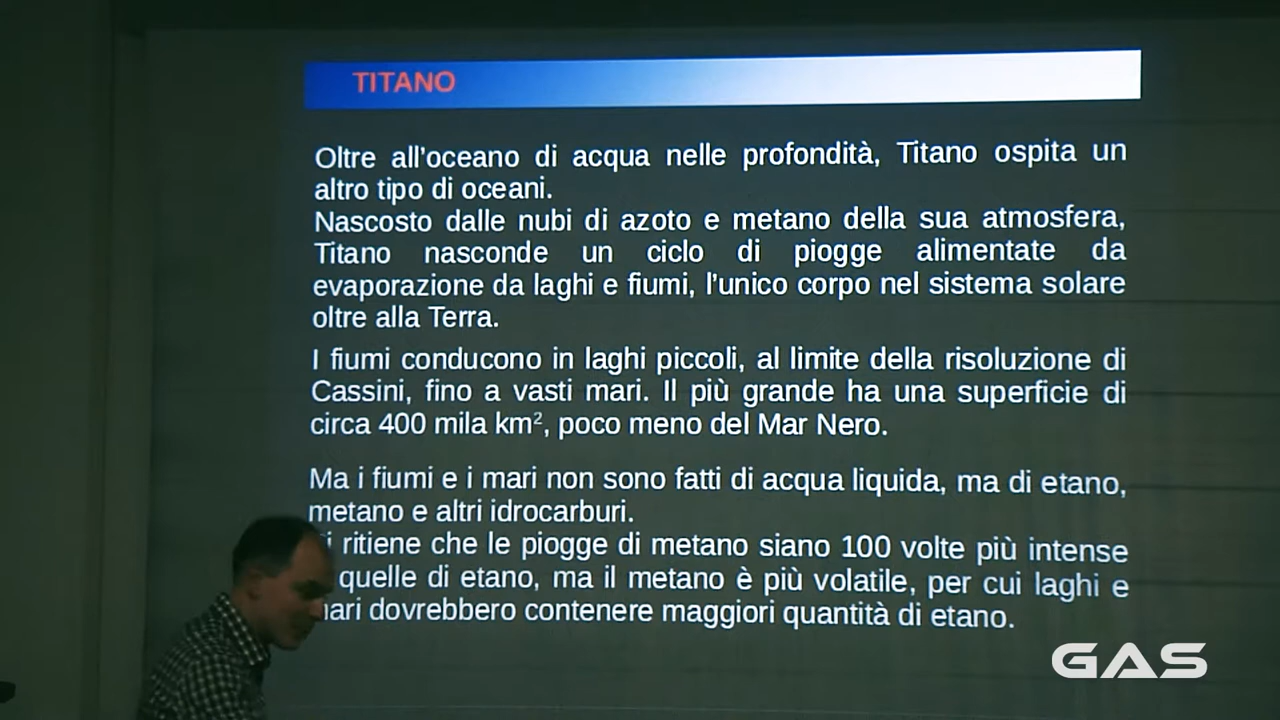 TITANO
Oltre all'oceano di acqua nelle profondità, Titano ospita un
altro tipo di oceani.
Nascosto dalle nubi di azoto e metano della sua atmosfera,
Titano nasconde un ciclo di piogge alimentate da
evaporazione da laghi e fiumi, l'unico corpo nel sistema solare
oltre alla Terra.
I fiumi conducono in laghi piccoli, al limite della risoluzione di
Cassini, fino a vasti mari. Il più grande ha una superficie di
circa 400 mila km², poco meno del Mar Nero.
Ma i fiumi e i mari non sono fatti di acqua liquida, ma di etano,
metano e altri idrocarburi.
ritiene che le piogge di metano siano 100 volte più intense
quelle di etano, ma il metano è più volatile, per cui laghi e
mari dovrebbero contenere maggiori quantità di etano.
GAS